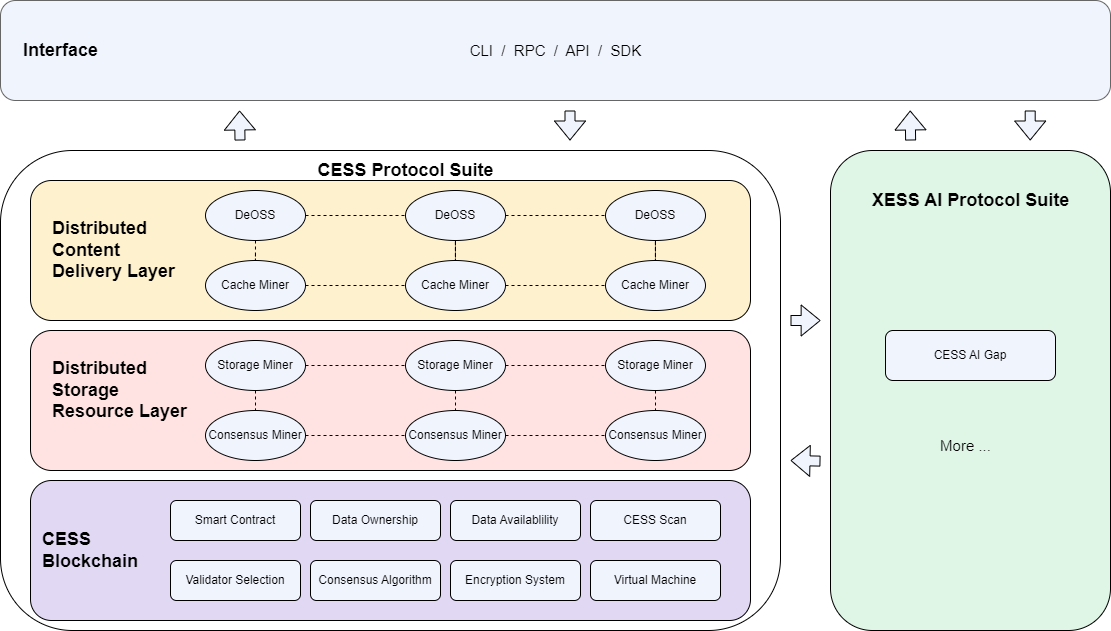 Interface
CLI / RPC / API / SDK
CESS Protocol Suite
Distributed
Content
Delivery Layer
DeOSS
DeOSS
DeOSS
Cache Miner
Cache Miner
Cache Miner
Distributed
Storage
Resource Layer
Storage Miner
Storage Miner
Storage Miner
Consensus Miner
Consensus Miner
Consensus Miner
CESS
Blockchain
Smart Contract
Data Ownership
Data Availablility
CESS Scan
Validator Selection
Consensus Algorithm
Encryption System
Virtual Machine
XESS AI Protocol Suite
CESS AI Gap
More ...